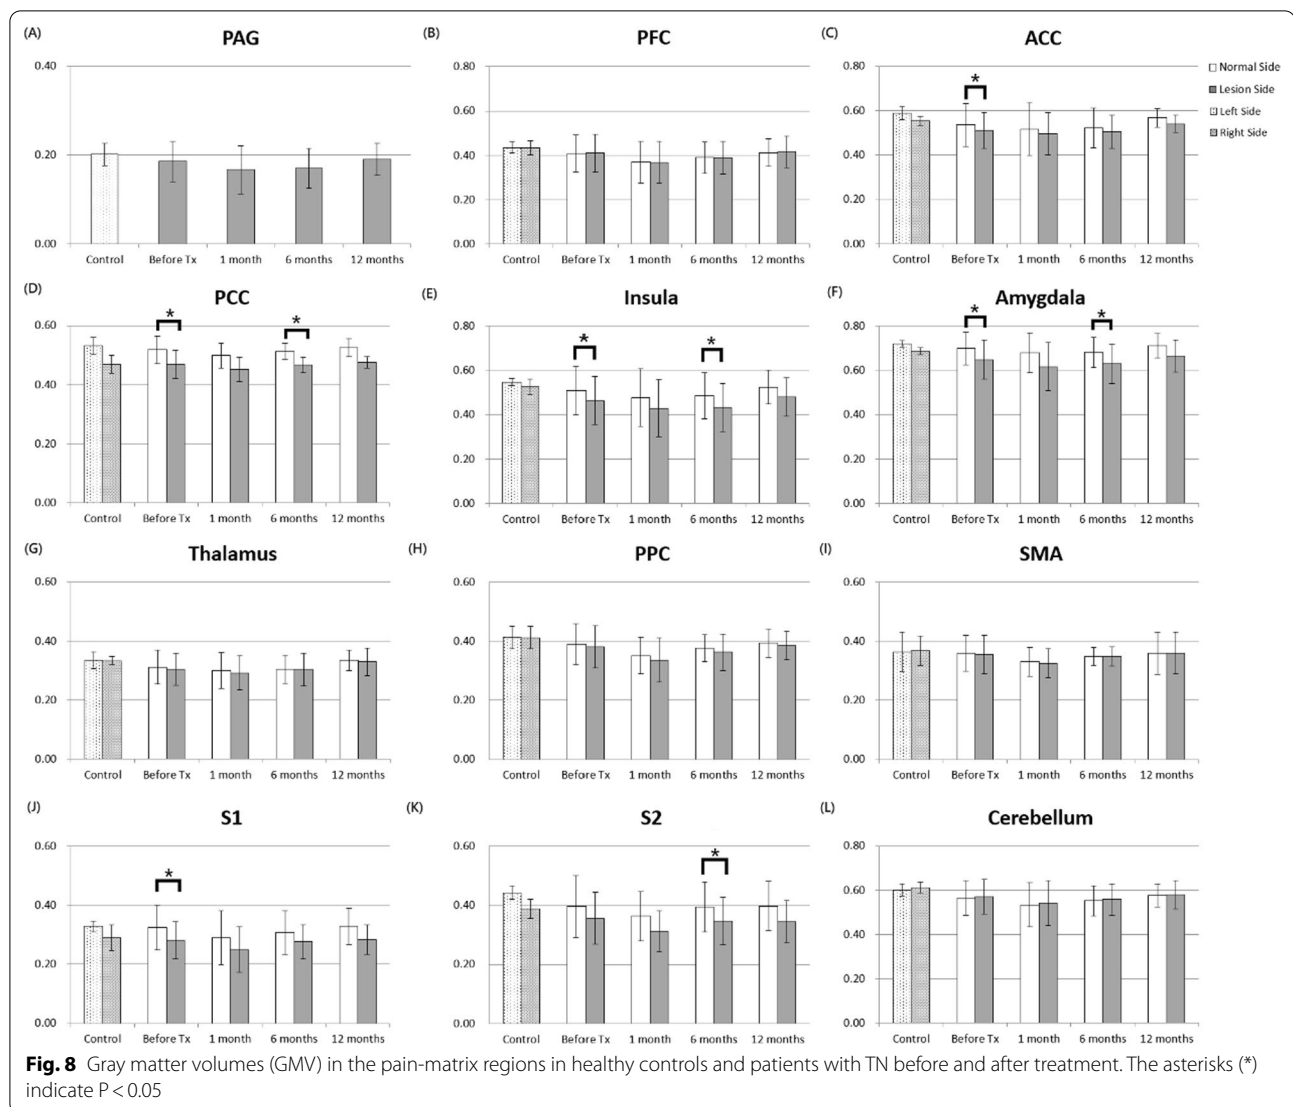 (A)
PAG
0.40
0.20
0.00
Control Before Tx 1 month 6 months 12 months
(B)
PFC
0.80
0.60
0.40
0.20
0.00
Control Before Tx 1 month 6 months 12 months
(C)
ACC
0.80
0.60
0.40
0.20
0.00
*
Control Before Tx 1 month 6 months 12 months
Normal Side
Lesion Side
Left Side
Right Side
(D)
PCC
0.60
0.40
0.20
0.00
* *
Control Before Tx 1 month 6 months 12 months
(E)
Insula
0.80
0.60
0.40
0.20
0.00
* *
Control Before Tx 1 month 6 months 12 months
(F)
Amygdala
0.80
0.60
0.40
0.20
0.00
* *
Control Before Tx 1 month 6 months 12 months
(G)
Thalamus
0.60
0.40
0.20
0.00
Control Before Tx 1 month 6 months 12 months
(H)
PPC
0.60
0.40
0.20
0.00
Control Before Tx 1 month 6 months 12 months
(I)
SMA
0.60
0.40
0.20
0.00
Control Before Tx 1 month 6 months 12 months
(J)
S1
0.60
0.40
0.20
0.00
*
Control Before Tx 1 month 6 months 12 months
(K)
S2
0.60
0.40
0.20
0.00
*
Control Before Tx 1 month 6 months 12 months
(L)
Cerebellum
0.80
0.60
0.40
0.20
0.00
Control Before Tx 1 month 6 months 12 months
Fig. 8 Gray matter volumes (GMV) in the pain-matrix regions in healthy controls and patients with TN before and after treatment. The asterisks (*)
indicate P < 0.05